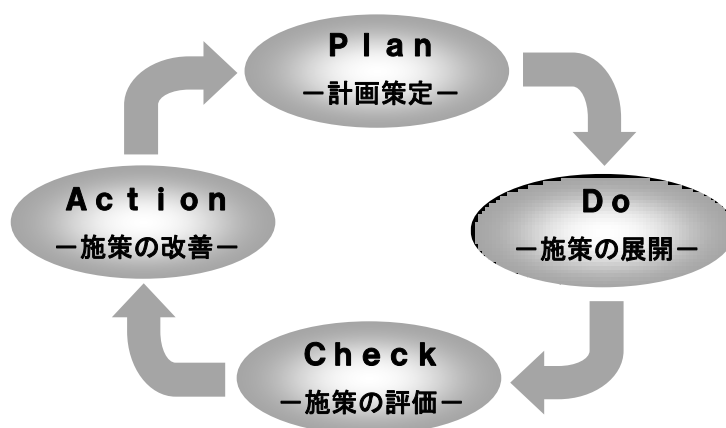 Ｐｌａｎ
－計画策定－
Ｄｏ
－施策の展開－
Ｃｈｅｃｋ
－施策の評価－
Ａｃｔｉｏｎ
－施策の改善－